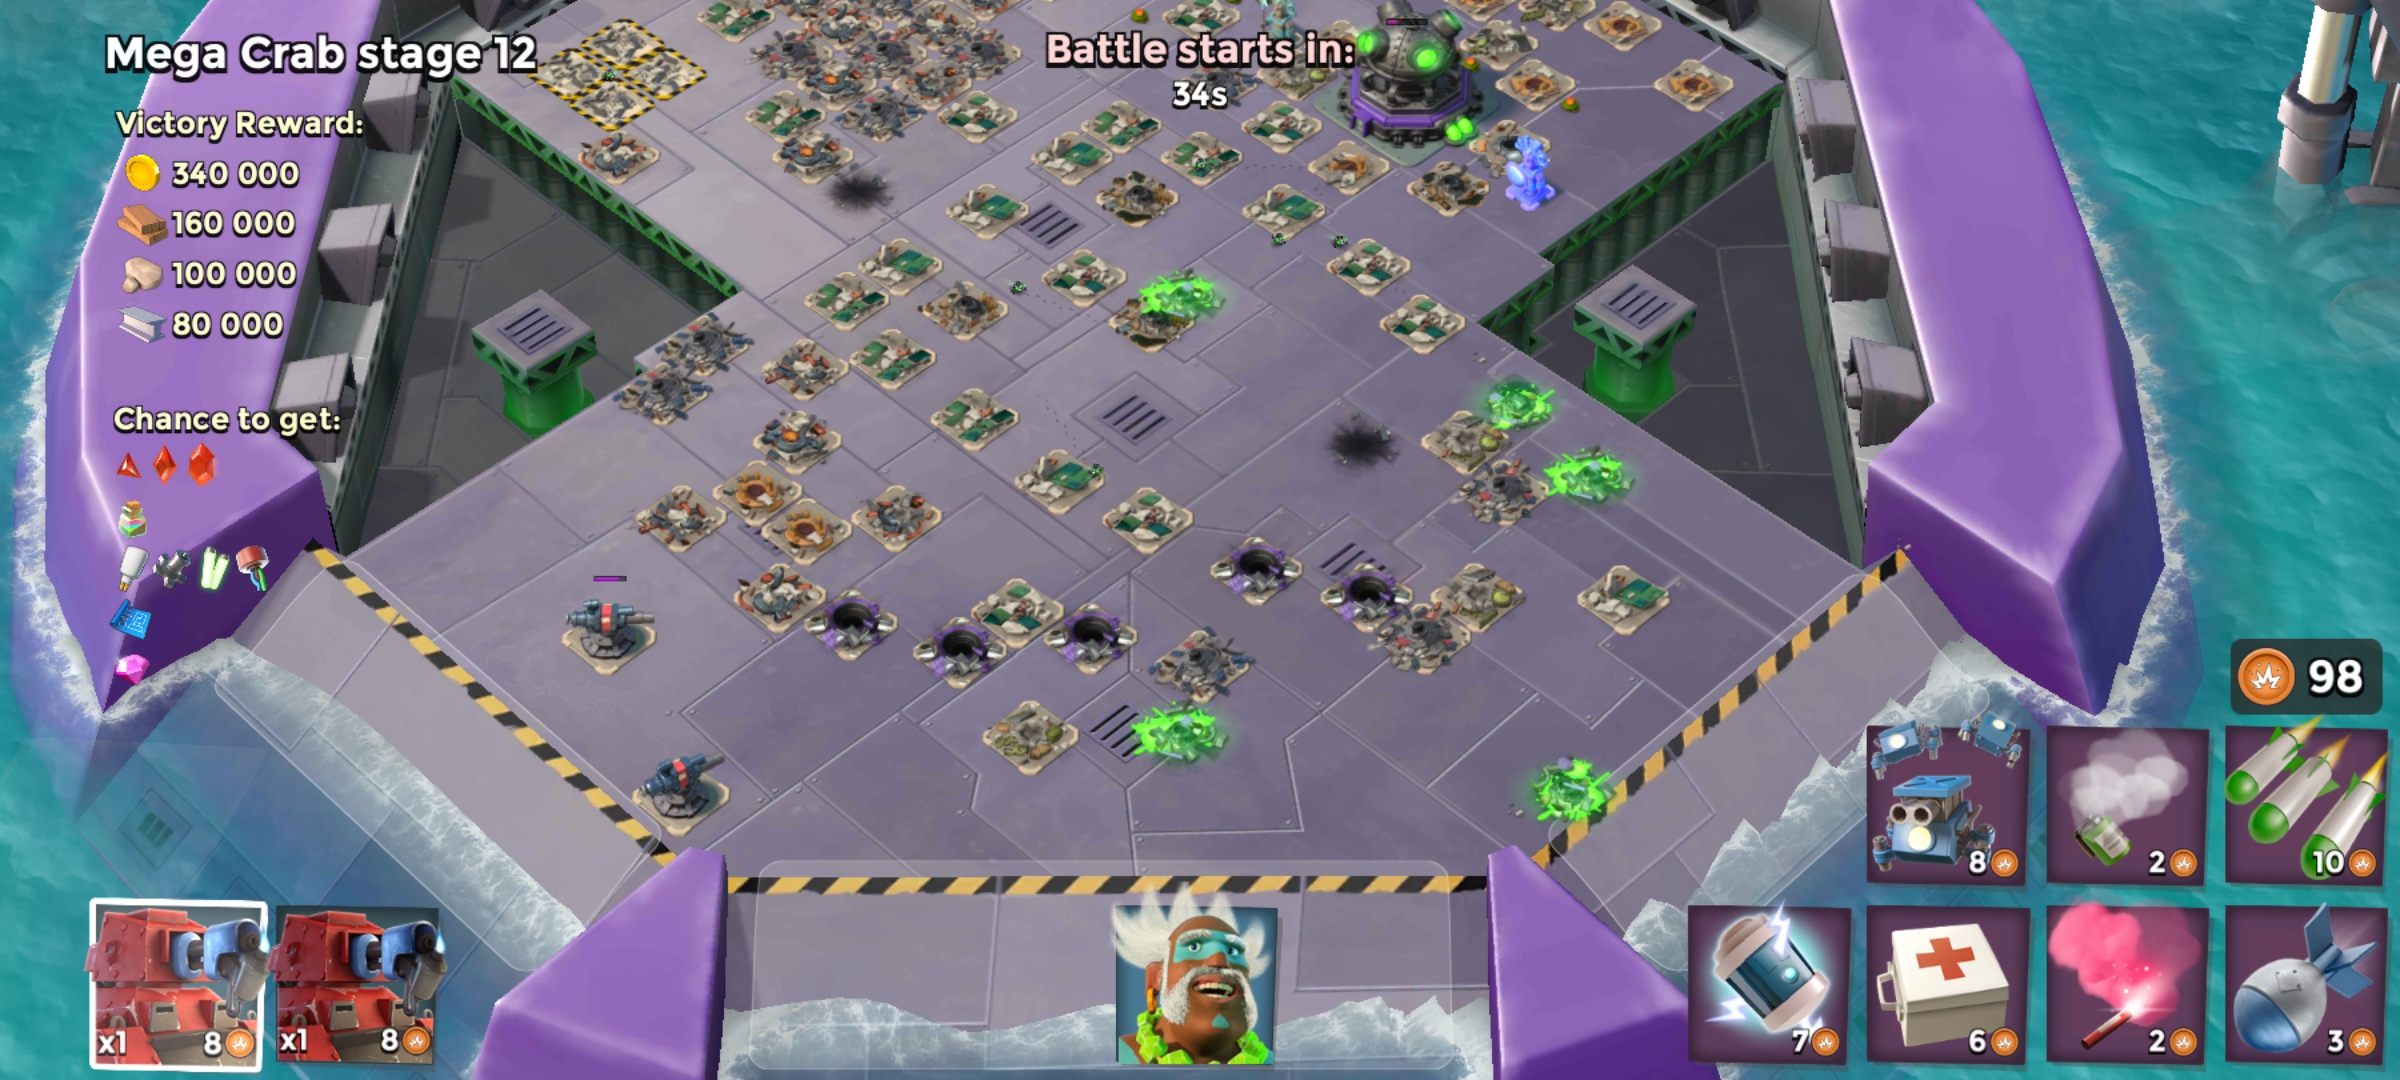 Mega Crab stage 12
Battle starts in:
34s
Victory Reward:
340 000
160 000
100 000
80 000
Chance to get:
98
8
2
10
x1 8
x1 8
7
6
2
3